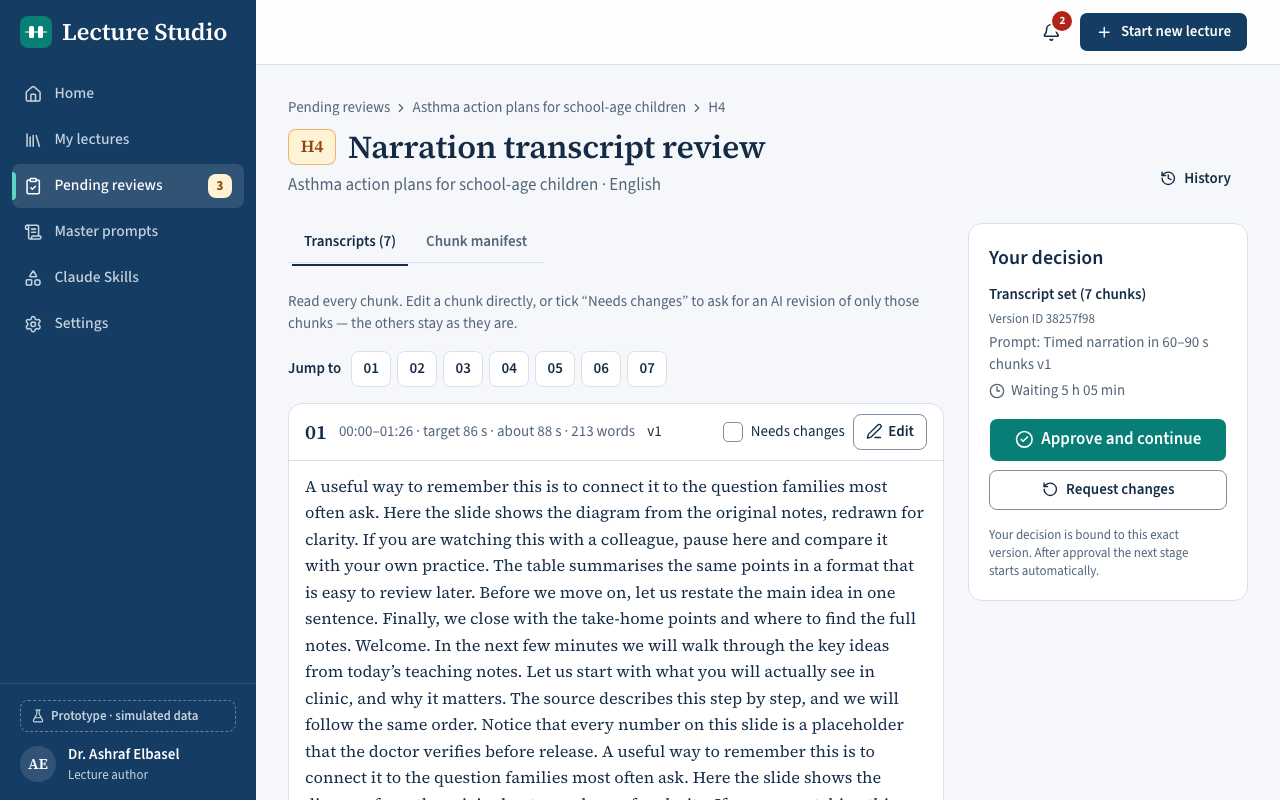 Lecture Studio
Home
My lectures
Pending reviews
3
Master prompts
Claude Skills
Settings
Prototype · simulated data
AE
Dr. Ashraf Elbasel
Lecture author
2
Start new lecture
Pending reviews > Asthma action plans for school-age children > H4
H4
Narration transcript review
Asthma action plans for school-age children · English
History
Transcripts (7)
Chunk manifest
Read every chunk. Edit a chunk directly, or tick “Needs changes” to ask for an AI revision of only those
chunks — the others stay as they are.
Jump to
01
02
03
04
05
06
07
01
00:00–01:26 · target 86 s · about 88 s · 213 words
v1
Needs changes
Edit
A useful way to remember this is to connect it to the question families most
often ask. Here the slide shows the diagram from the original notes, redrawn for
clarity. If you are watching this with a colleague, pause here and compare it
with your own practice. The table summarises the same points in a format that
is easy to review later. Before we move on, let us restate the main idea in one
sentence. Finally, we close with the take-home points and where to find the full
notes. Welcome. In the next few minutes we will walk through the key ideas
from today’s teaching notes. Let us start with what you will actually see in
clinic, and why it matters. The source describes this step by step, and we will
follow the same order. Notice that every number on this slide is a placeholder
that the doctor verifies before release. A useful way to remember this is to
connect it to the question families most often ask. Here the slide shows the
Your decision
Transcript set (7 chunks)
Version ID 38257f98
Prompt: Timed narration in 60–90 s
chunks v1
Waiting 5 h 05 min
Approve and continue
Request changes
Your decision is bound to this exact
version. After approval the next stage
starts automatically.